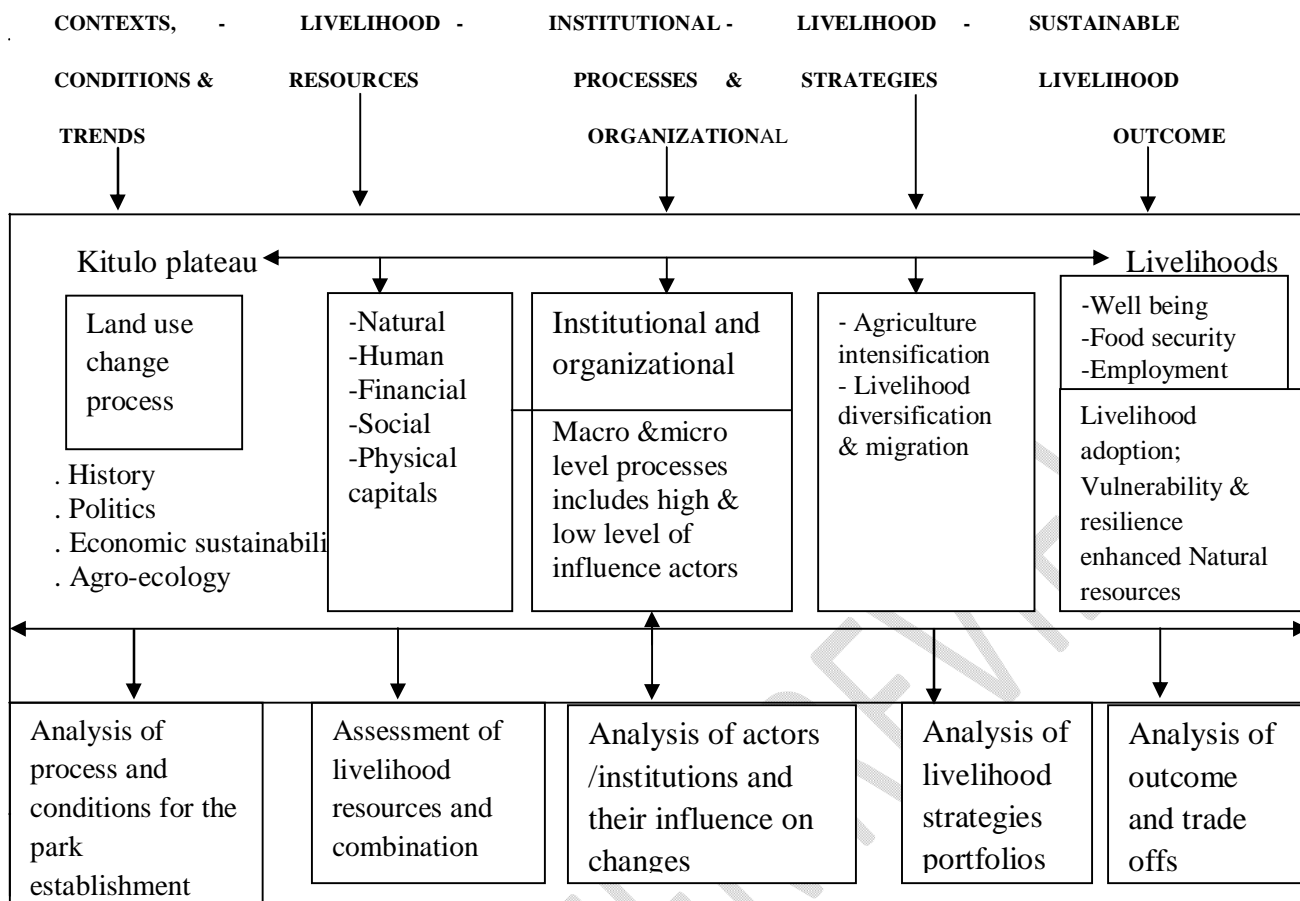 CONTEXTS, - LIVELIHOOD - INSTITUTIONAL - LIVELIHOOD - SUSTAINABLE
CONDITIONS & RESOURCES PROCESSES & STRATEGIES LIVELIHOOD
TRENDS ORGANIZATIONAL OUTCOME
Kitulo plateau
Livelihoods
Land use
change
process
. History
. Politics
. Economic sustainabili
. Agro-ecology
-Natural
-Human
-Financial
-Social
-Physical
capitals
Institutional and
organizational
Macro &micro
level processes
includes high &
low level of
influence actors
- Agriculture
intensification
- Livelihood
diversification
& migration
-Well being
-Food security
-Employment
Livelihood
adoption;
Vulnerability &
resilience
enhanced Natural
resources
Analysis of
process and
conditions for the
park
establishment
Assessment of
livelihood
resources and
combination
Analysis of actors
/institutions and
their influence on
changes
Analysis of
livelihood
strategies
portfolios
Analysis of
outcome
and trade
offs